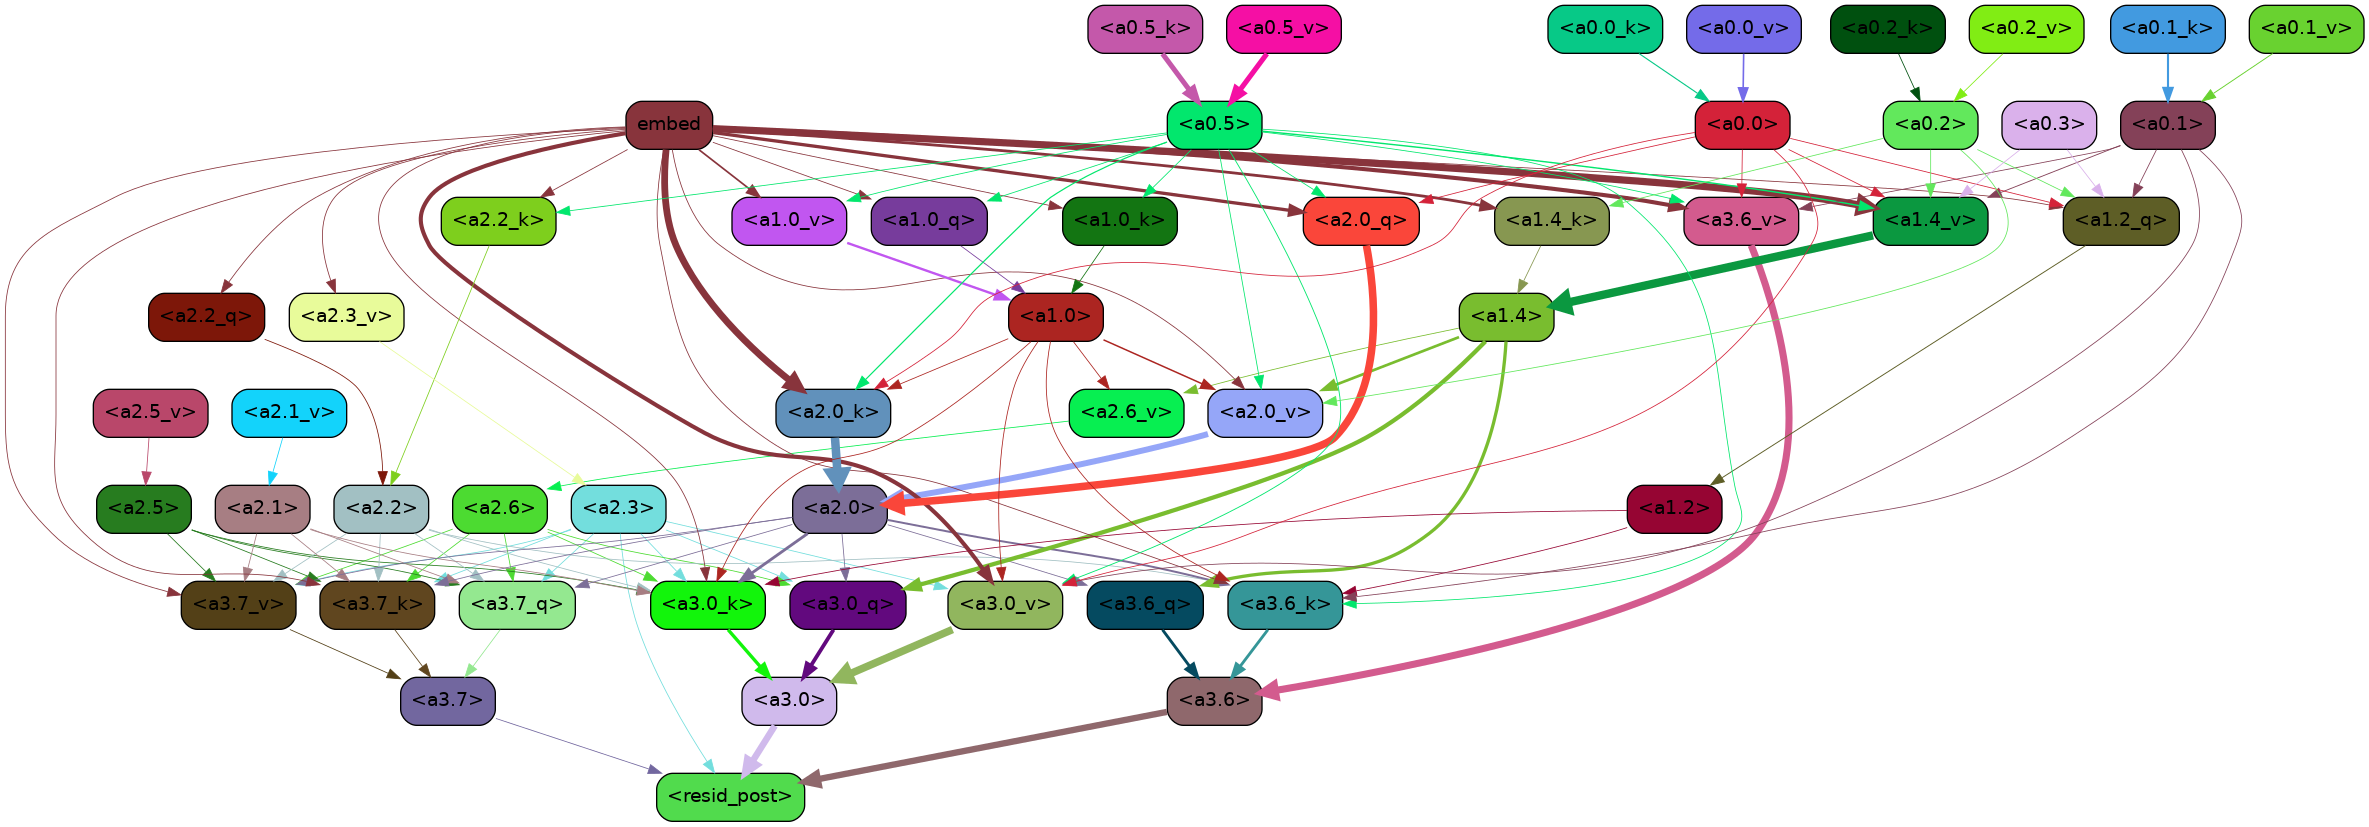 <a0.5_k> <a0.5_v> <a0.0_k> <a0.0_v> <a0.2_k> <a0.2_v> <a0.1_k> <a0.1_v>
embed <a0.5> <a0.0> <a0.2> <a0.3> <a0.1>
<a2.2_k> <a1.0_v> <a1.0_q> <a1.0_k> <a2.0_q> <a1.4_k> <a3.6_v> <a1.4_v> <a1.2_q>
<a2.2_q> <a2.3_v> <a1.0> <a1.4>
<a2.5_v> <a2.1_v> <a2.0_k> <a2.6_v> <a2.0_v>
<a2.5> <a2.1> <a2.2> <a2.6> <a2.3> <a2.0> <a1.2>
<a3.7_v> <a3.7_k> <a3.7_q> <a3.0_k> <a3.0_q> <a3.0_v> <a3.6_q> <a3.6_k>
<a3.7> <a3.0> <a3.6>
<resid_post>